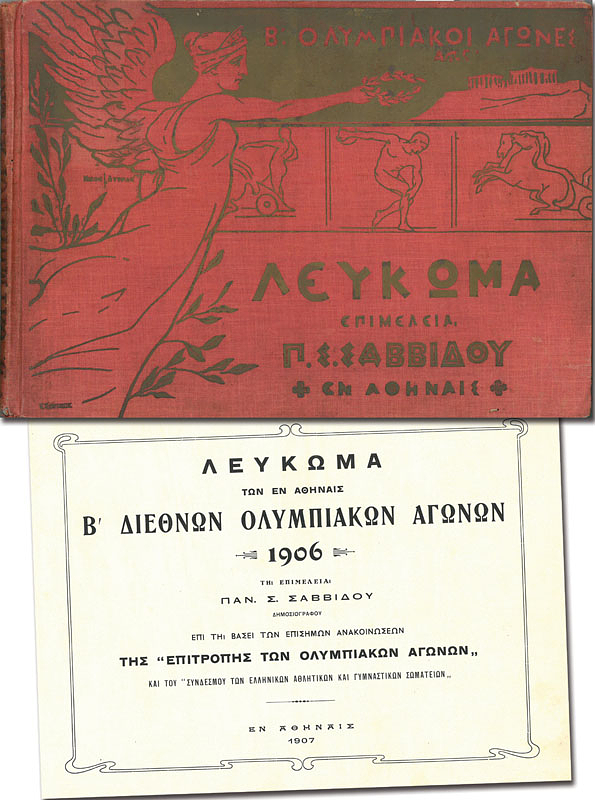 Β. ΟΛΥΜΠΙΑΚΟΙ ΑΓΩΝΕΣ
ΛΕΥΚΩΜΑ
ΕΠΙΜΕΛΕΙΑ
Π.Σ.ΣΑΒΒΙΔΟΥ
ΕΝ ΑΘΗΝΑΙΣ
ΛΕΥΚΩΜΑ
ΤΩΝ ΕΝ ΑΘΗΝΑΙΣ
Β' ΔΙΕΘΝΩΝ ΟΛΥΜΠΙΑΚΩΝ ΑΓΩΝΩΝ
1906
ΤΗι ΕΠΙΜΕΛΕΙΑι
ΠΑΝ. Σ. ΣΑΒΒΙΔΟΥ
ΔΗΜΟΣΙΟΓΡΑΦΟΥ
ΕΠΙ ΤΗι ΒΑΣΕΙ ΤΩΝ ΕΠΙΣΗΜΩΝ ΑΝΑΚΟΙΝΩΣΕΩΝ
ΤΗΣ "ΕΠΙΤΡΟΠΗΣ ΤΩΝ ΟΛΥΜΠΙΑΚΩΝ ΑΓΩΝΩΝ„
ΚΑΙ ΤΟΥ "ΣΥΝΔΕΣΜΟΥ ΤΩΝ ΕΛΛΗΝΙΚΩΝ ΑΘΛΗΤΙΚΩΝ ΚΑΙ ΓΥΜΝΑΣΤΙΚΩΝ ΣΩΜΑΤΕΙΩΝ„
ΕΝ ΑΘΗΝΑΙΣ
1907